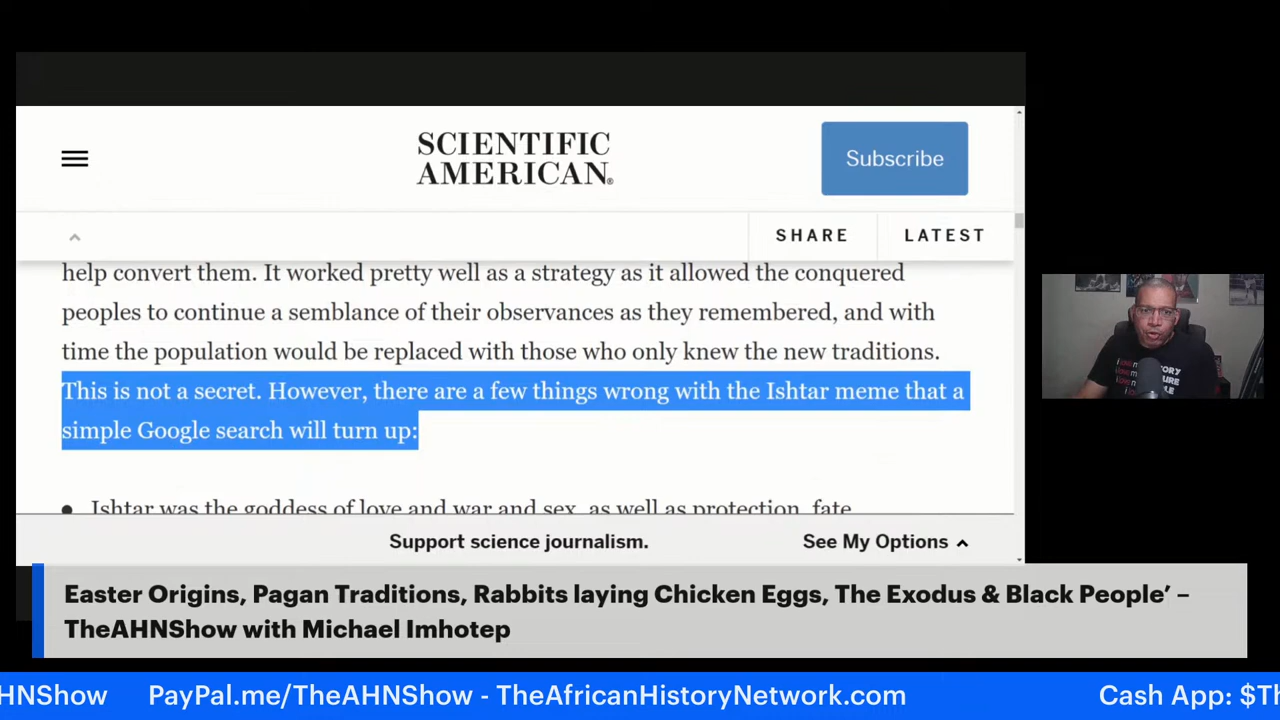 SCIENTIFIC
AMERICAN®
Subscribe
SHARE
LATEST
help convert them. It worked pretty well as a strategy as it allowed the conquered
peoples to continue a semblance of their observances as they remembered, and with
time the population would be replaced with those who only knew the new traditions.
This is not a secret. However, there are a few things wrong with the Ishtar meme that a
simple Google search will turn up:
• Ishtar was the goddess of love and war and sex, as well as protection, fate
Support science journalism.
See My Options
Easter Origins, Pagan Traditions, Rabbits laying Chicken Eggs, The Exodus & Black People’ –
TheAHNShow with Michael Imhotep
HNShow PayPal.me/TheAHNShow - TheAfricanHistoryNetwork.com Cash App: $Th